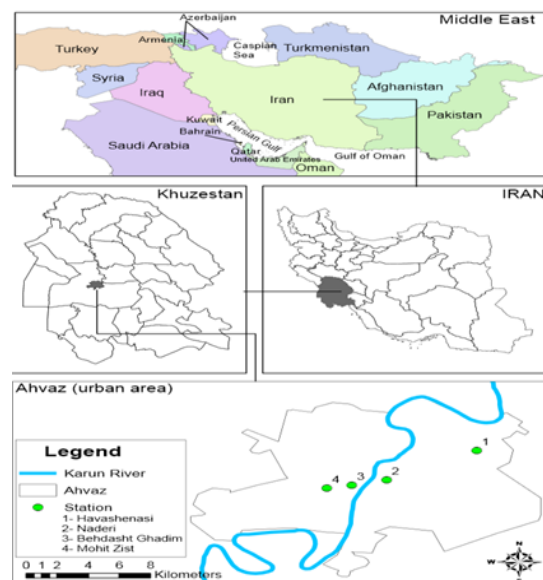 Middle East
Azerbaijan
Armenia
Caspian
Sea
Turkey
Turkmenistan
Syria
Iraq
Iran
Afghanistan
Pakistan
Kuwait
Bahrain
Persian Gulf
Saudi Arabia
Qatar
United Arab Emirates
Gulf of Oman
Oman
Khuzestan
IRAN
Ahvaz (urban area)
Legend
Karun River
Ahvaz
Station
1- Havashenasi
2- Naderi
3- Behdasht Ghadim
4- Mohit Zist
0 1 2 4 6 8
Kilometers
1
2
3
4
N